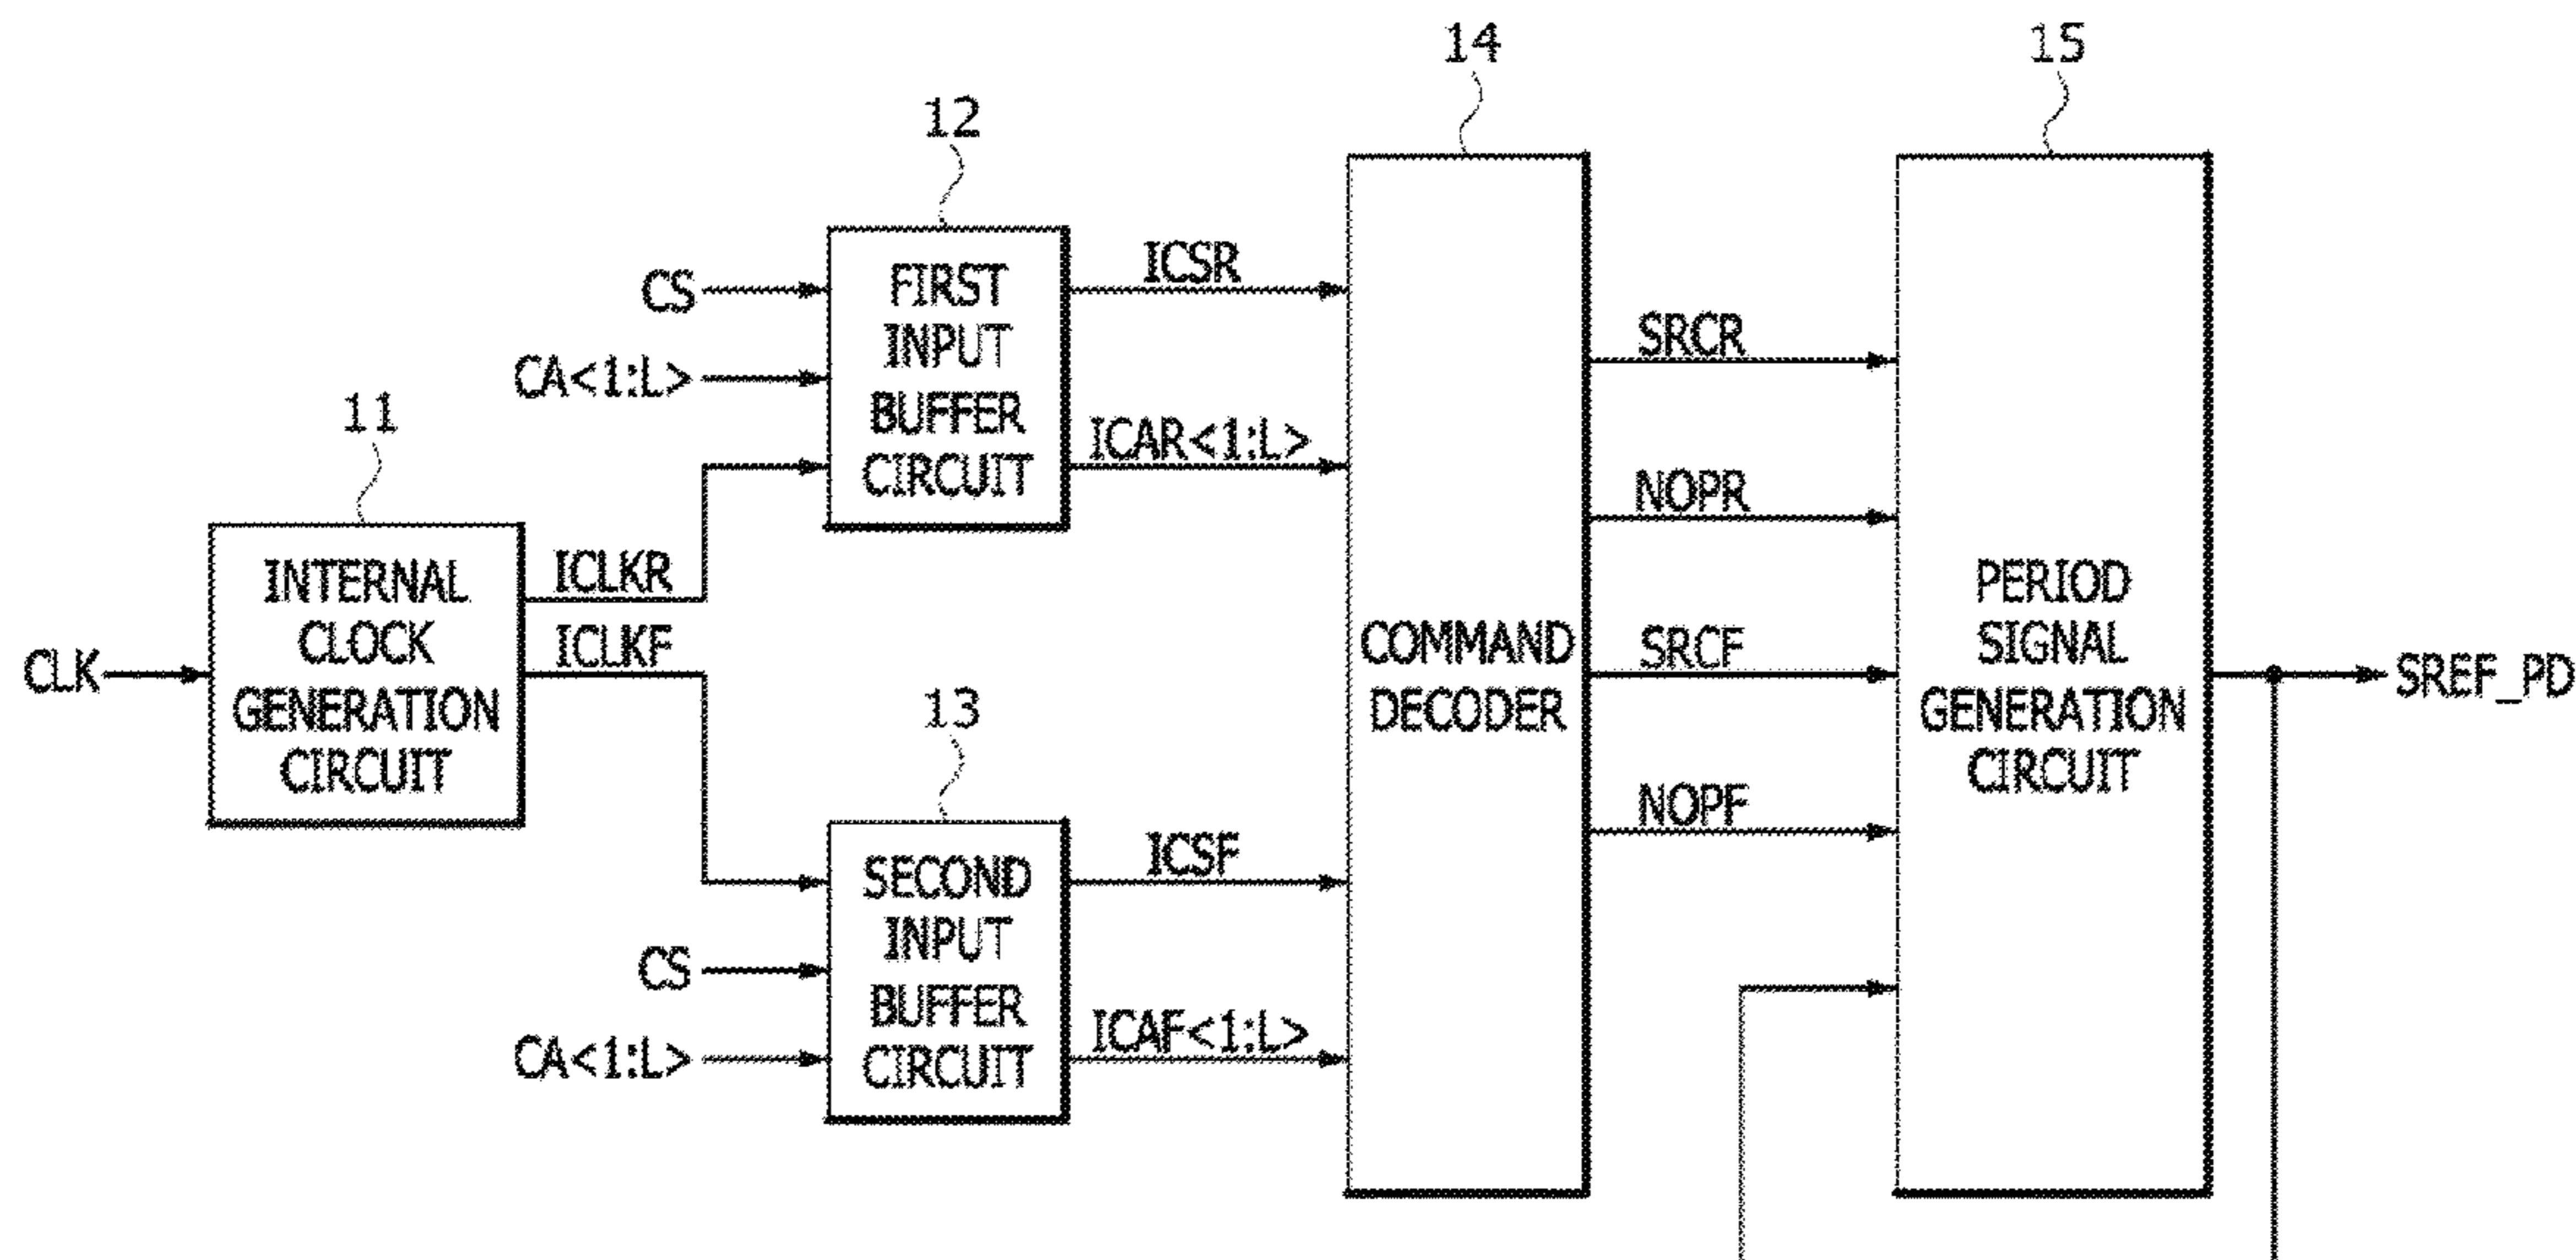 14
15
12
CS
FIRST
INPUT
BUFFER
CIRCUIT
ICSR
CA<1:L>
ICAR<1:L>
SRCR
NOPR
11
INTERNAL
CLOCK
GENERATION
CIRCUIT
ICLKR
ICLKF
CLK
COMMAND
DECODER
SRCF
NOPF
PERIOD
SIGNAL
GENERATION
CIRCUIT
SREF_PD
13
SECOND
INPUT
BUFFER
CIRCUIT
ICSF
CS
CA<1:L>
ICAF<1:L>